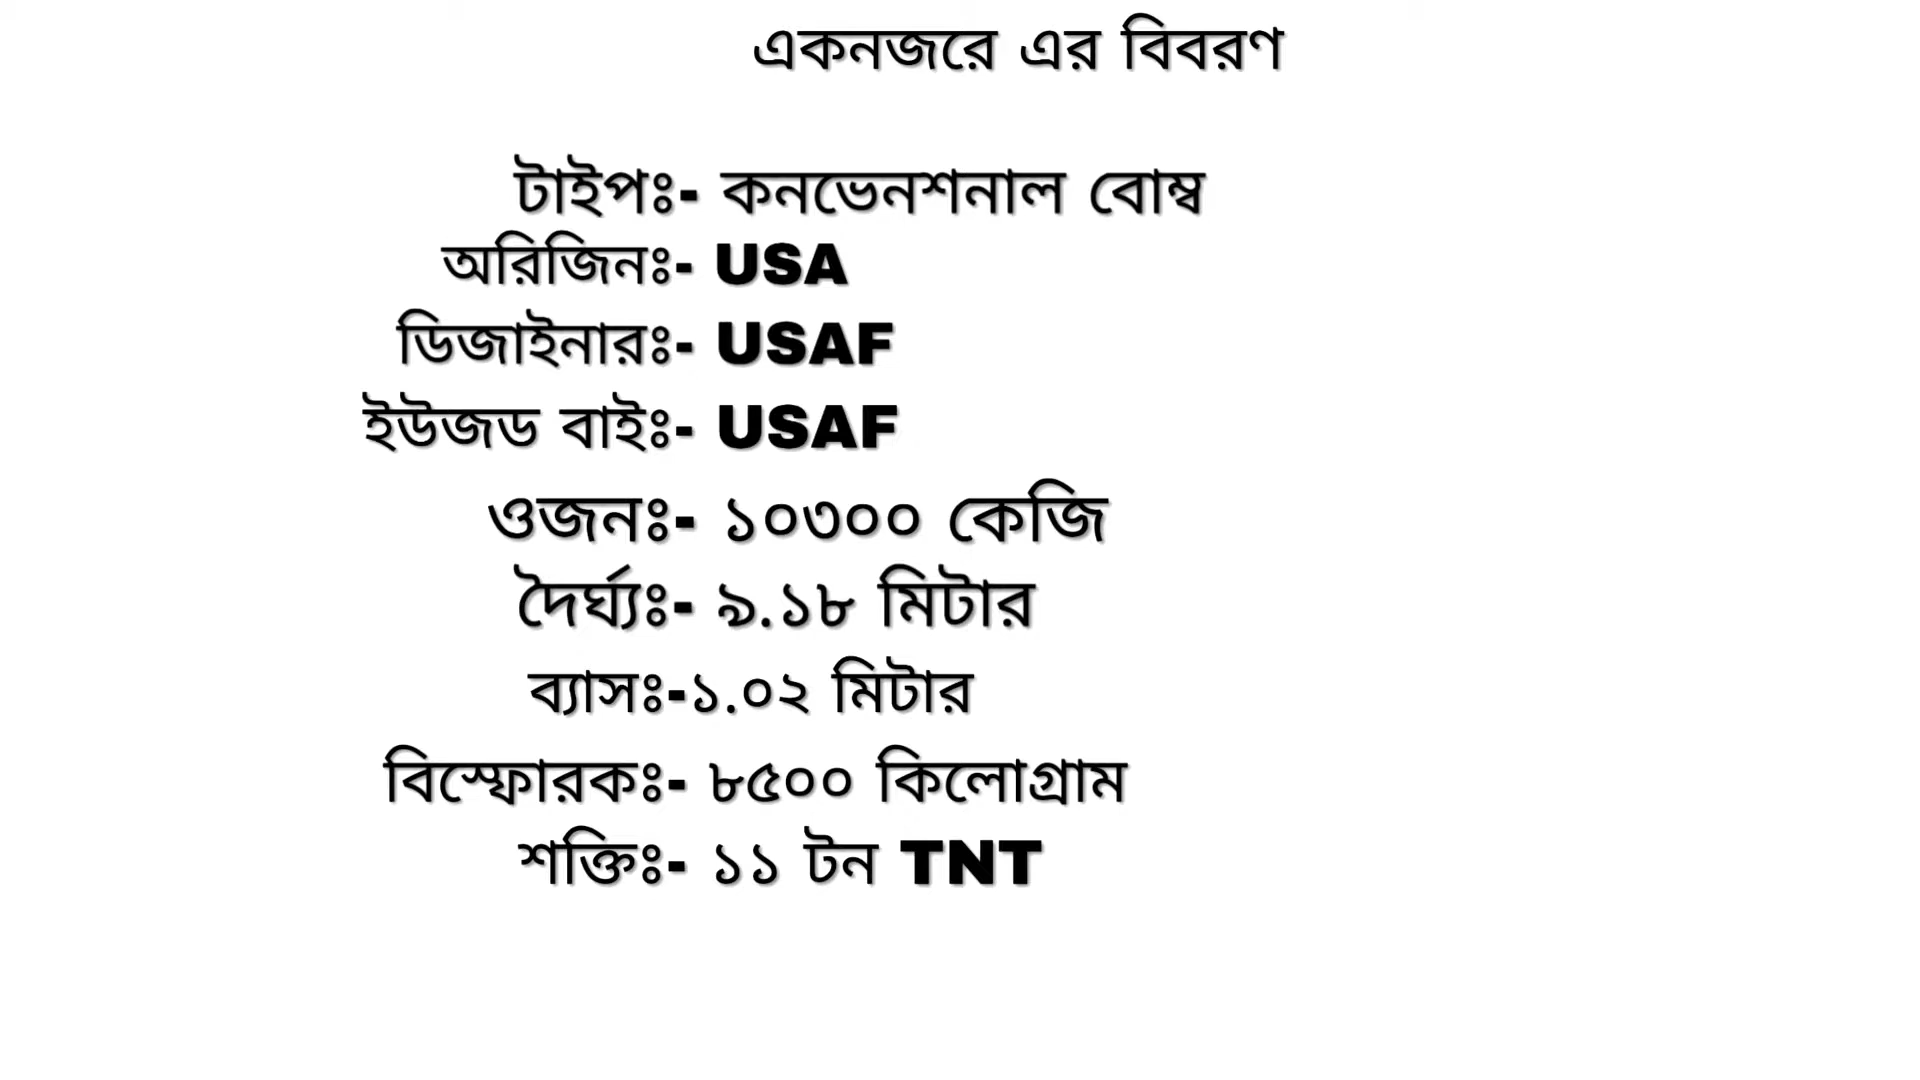 একনজরে এর বিবরণ
টাইপঃ- কনভেনশনাল বোম্ব
অরিজিনঃ- USA
ডিজাইনারঃ- USAF
ইউজড বাইঃ- USAF
ওজনঃ- ১০৩০০ কেজি
দৈর্ঘ্যঃ- ৯.১৮ মিটার
ব্যাসঃ-১.০২ মিটার
বিস্ফোরকঃ- ৮৫০০ কিলোগ্রাম
শক্তিঃ- ১১ টন TNT